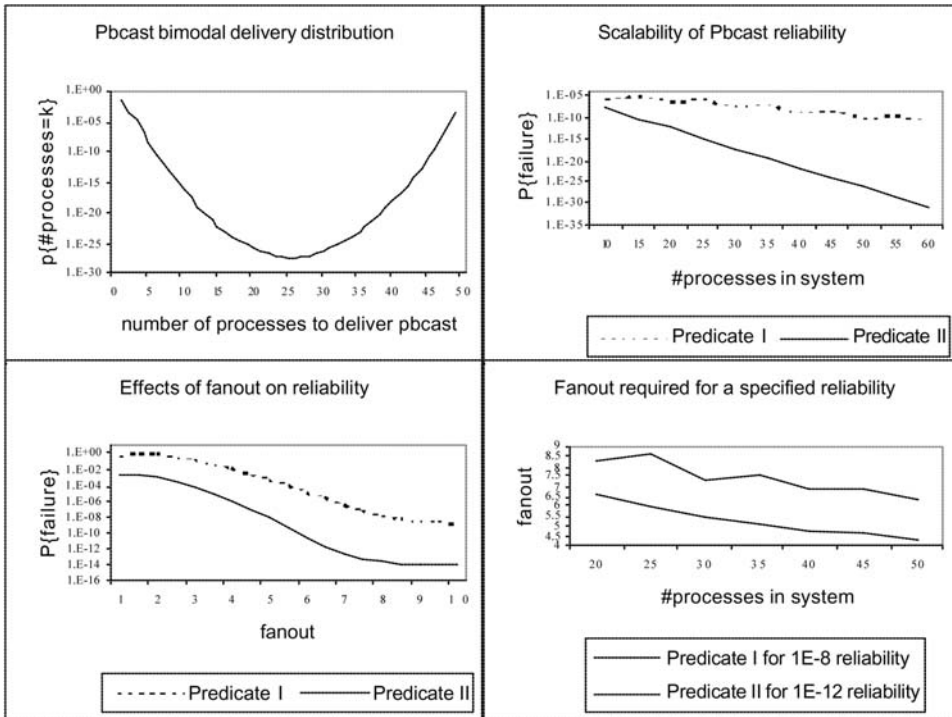 Pbcast bimodal delivery distribution
p{#processes=k}
1.E+00
1.E-05
1.E-10
1.E-15
1.E-20
1.E-25
1.E-30
0 5 10 15 20 25 30 35 40 45 50
number of processes to deliver pbcast
Scalability of Pbcast reliability
P{failure}
1.E-05
1.E-10
1.E-15
1.E-20
1.E-25
1.E-30
1.E-35
10 15 20 25 30 35 40 45 50 55 60
#processes in system
Predicate I
Predicate II
Effects of fanout on reliability
P{failure}
1.E+00
1.E-02
1.E-04
1.E-06
1.E-08
1.E-10
1.E-12
1.E-14
1.E-16
1 2 3 4 5 6 7 8 9 1 0
fanout
Predicate I
Predicate II
Fanout required for a specified reliability
fanout
9
8.5
8
7.5
7
6.5
6
5.5
5
4.5
4
20 25 30 35 40 45 50
#processes in system
Predicate I for 1E-8 reliability
Predicate II for 1E-12 reliability